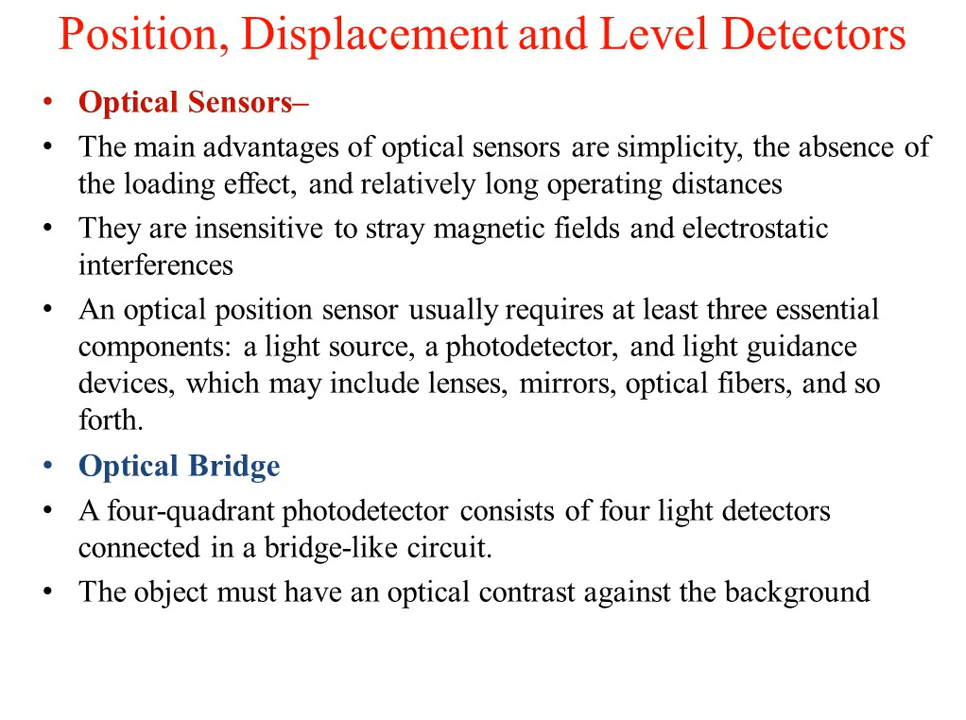 Position, Displacement and Level Detectors
• Optical Sensors–
• The main advantages of optical sensors are simplicity, the absence of
the loading effect, and relatively long operating distances
• They are insensitive to stray magnetic fields and electrostatic
interferences
• An optical position sensor usually requires at least three essential
components: a light source, a photodetector, and light guidance
devices, which may include lenses, mirrors, optical fibers, and so
forth.
• Optical Bridge
• A four-quadrant photodetector consists of four light detectors
connected in a bridge-like circuit.
• The object must have an optical contrast against the background